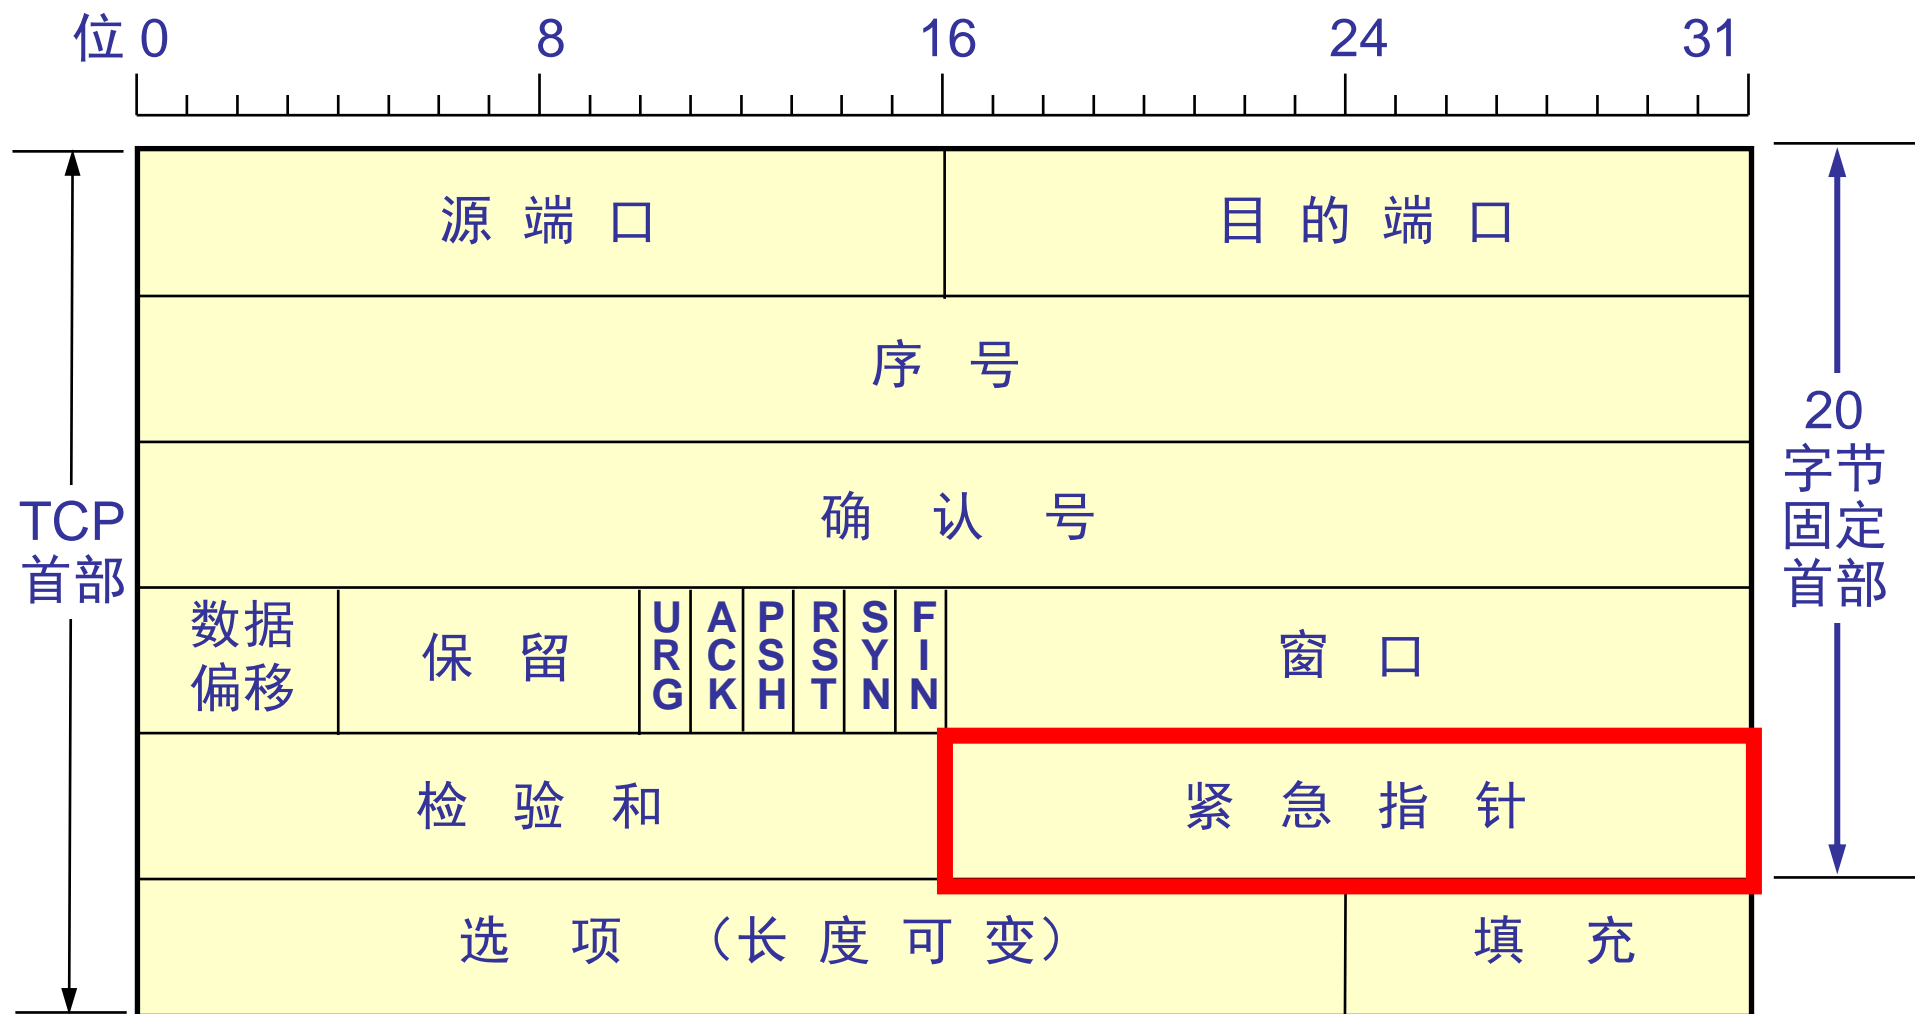 位 0 8 16 24 31
源端口 目的端口
序号
确认号
数据
偏移
保留
URG
ACK
PSH
RST
SYN
FIN
窗口
检验和 紧急指针
选项（长度可变） 填充
TCP
首部
20
字节
固定
首部